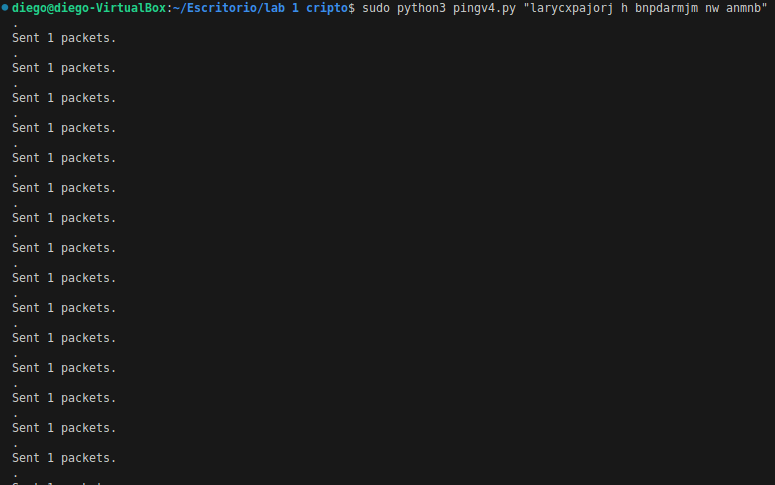 diego@diego-VirtualBox:~/Escritorio/lab 1 cripto$ sudo python3 pingv4.py "larycxpajorj h bnpdarmjm nw anmnb"
.
Sent 1 packets.
.
Sent 1 packets.
.
Sent 1 packets.
.
Sent 1 packets.
.
Sent 1 packets.
.
Sent 1 packets.
.
Sent 1 packets.
.
Sent 1 packets.
.
Sent 1 packets.
.
Sent 1 packets.
.
Sent 1 packets.
.
Sent 1 packets.
.
Sent 1 packets.
.
Sent 1 packets.
.
Sent 1 packets.
.